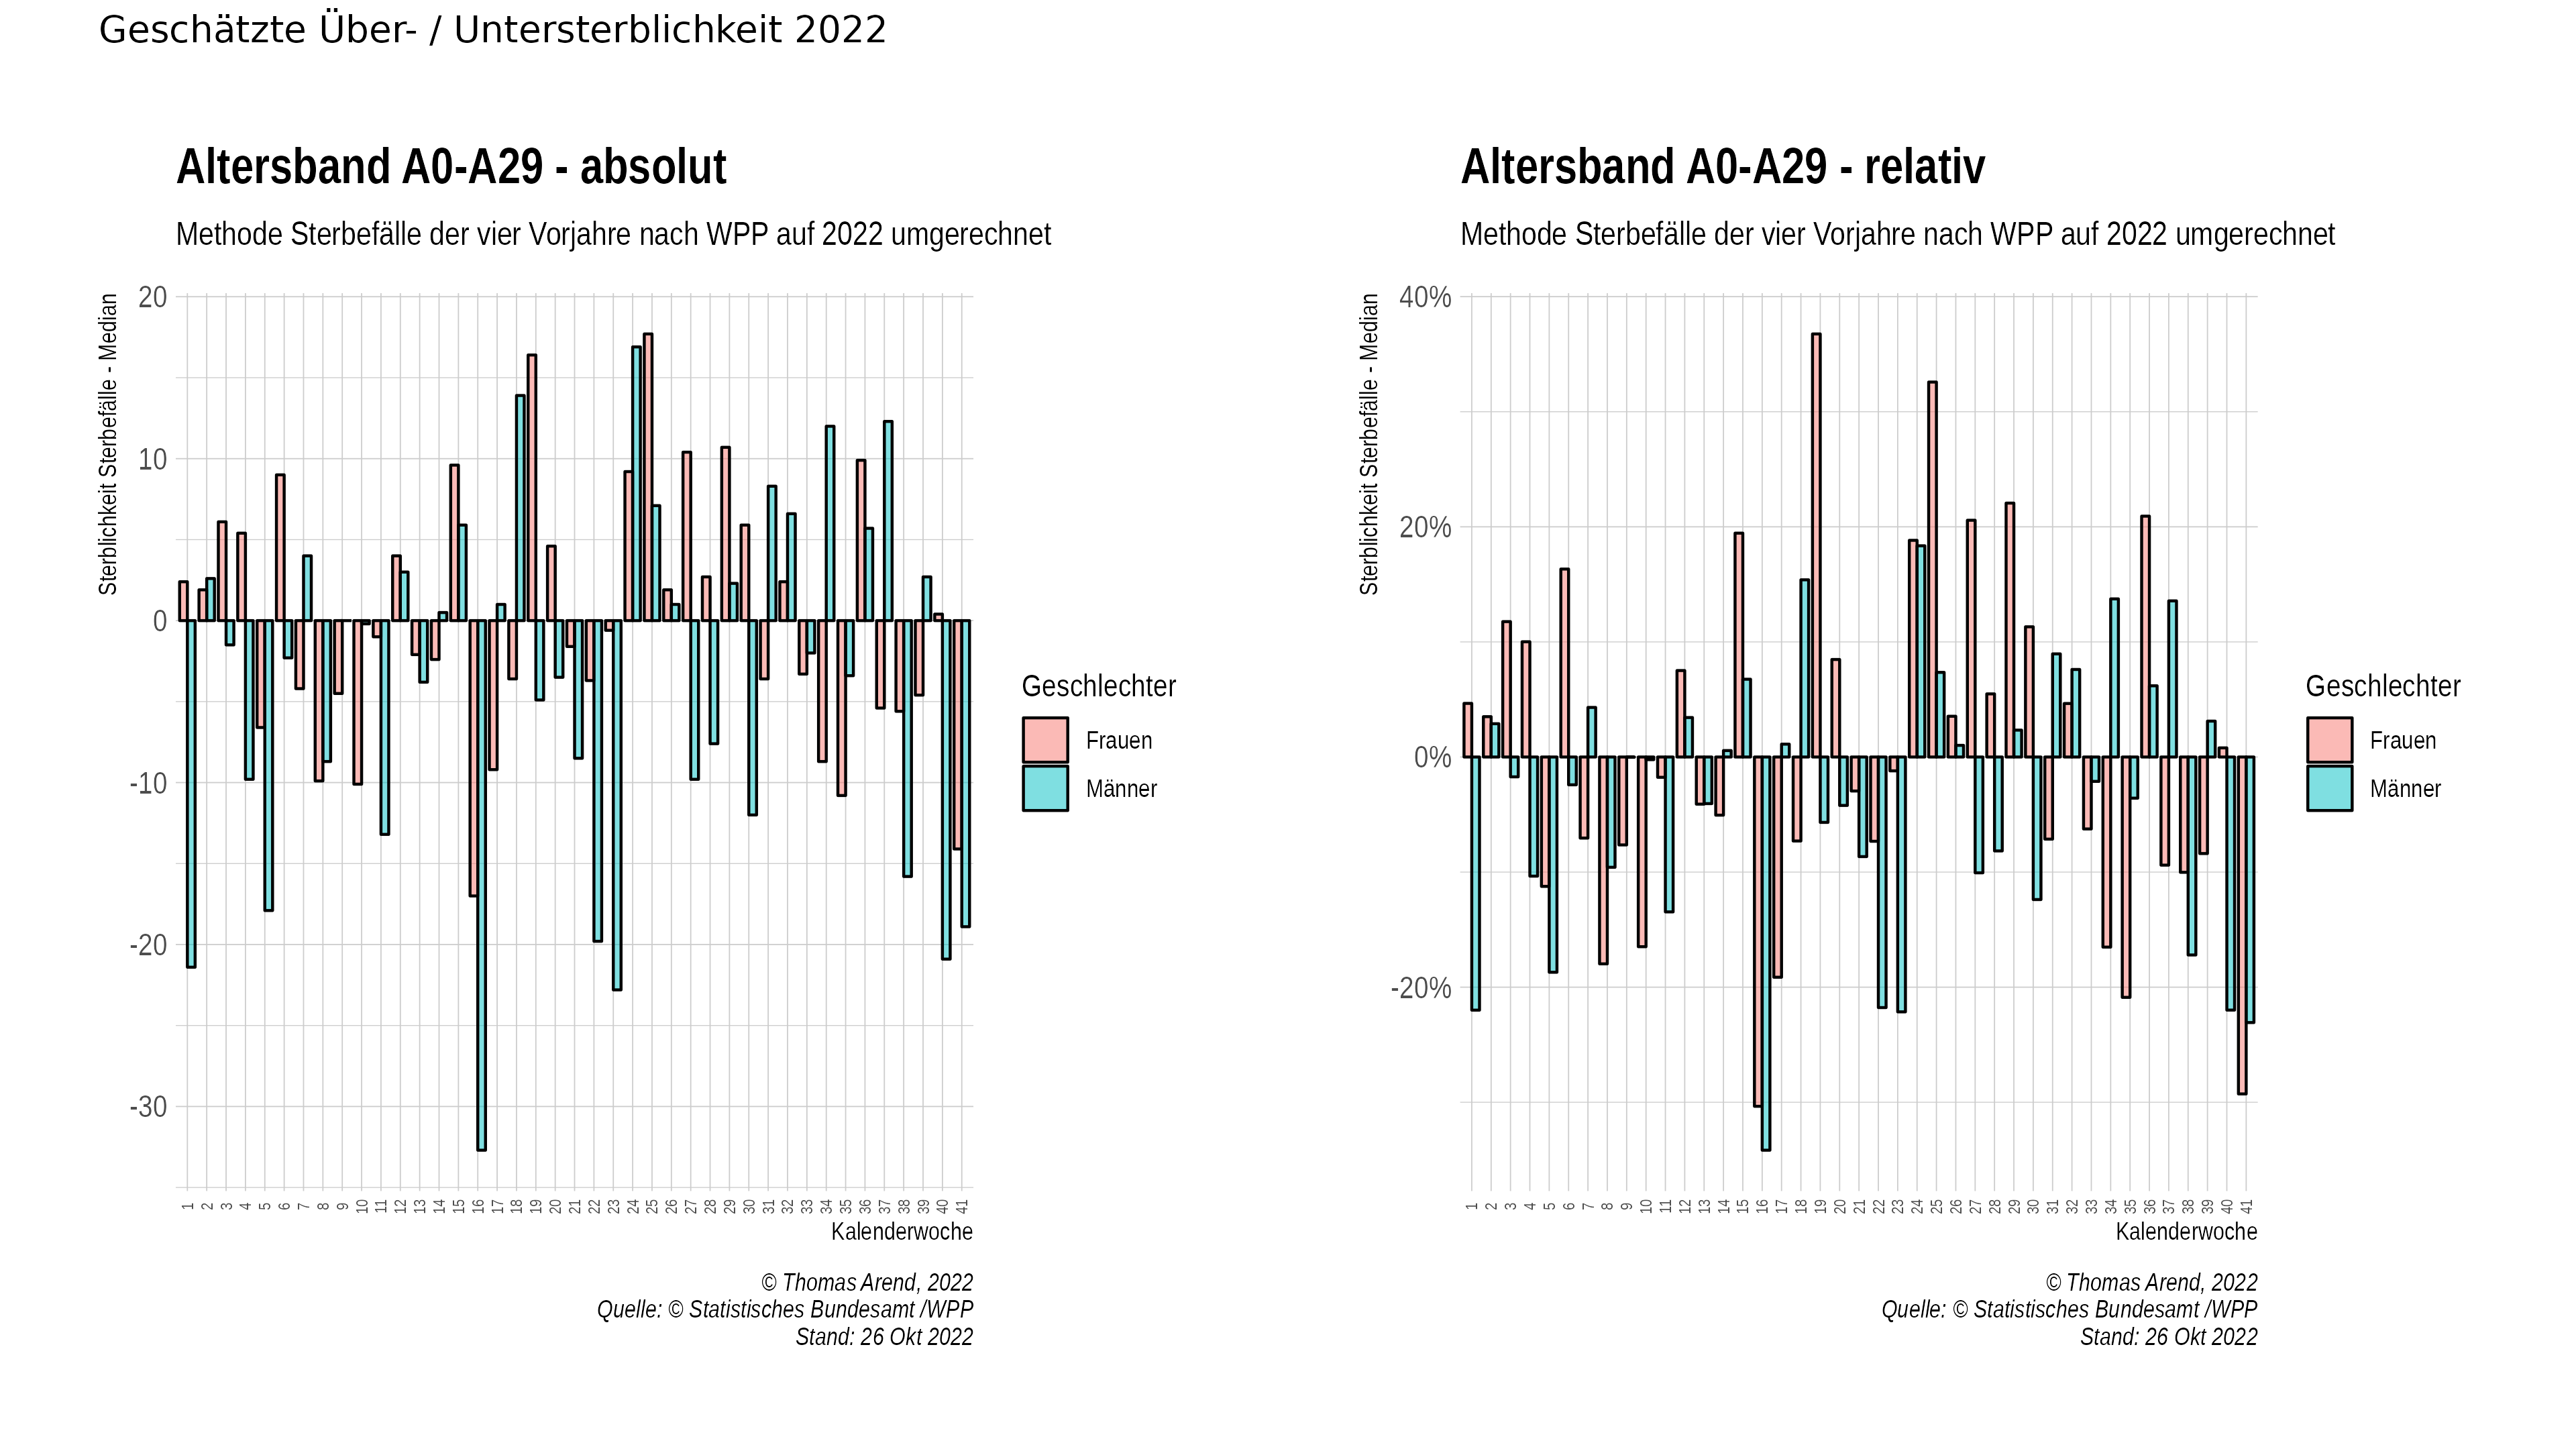 Geschätzte Über- / Untersterblichkeit 2022
Altersband A0-A29 - absolut
Methode Sterbefälle der vier Vorjahre nach WPP auf 2022 umgerechnet
Sterblichkeit Sterbefälle - Median
20
10
0
-10
-20
-30
1 2 3 4 5 6 7 8 9 10 11 12 13 14 15 16 17 18 19 20 21 22 23 24 25 26 27 28 29 30 31 32 33 34 35 36 37 38 39 40 41
Kalenderwoche
Geschlechter
Frauen
Männer
© Thomas Arend, 2022
Quelle: © Statistisches Bundesamt /WPP
Stand: 26 Okt 2022
Altersband A0-A29 - relativ
Methode Sterbefälle der vier Vorjahre nach WPP auf 2022 umgerechnet
Sterblichkeit Sterbefälle - Median
40%
20%
0%
-20%
1 2 3 4 5 6 7 8 9 10 11 12 13 14 15 16 17 18 19 20 21 22 23 24 25 26 27 28 29 30 31 32 33 34 35 36 37 38 39 40 41
Kalenderwoche
Geschlechter
Frauen
Männer
© Thomas Arend, 2022
Quelle: © Statistisches Bundesamt /WPP
Stand: 26 Okt 2022